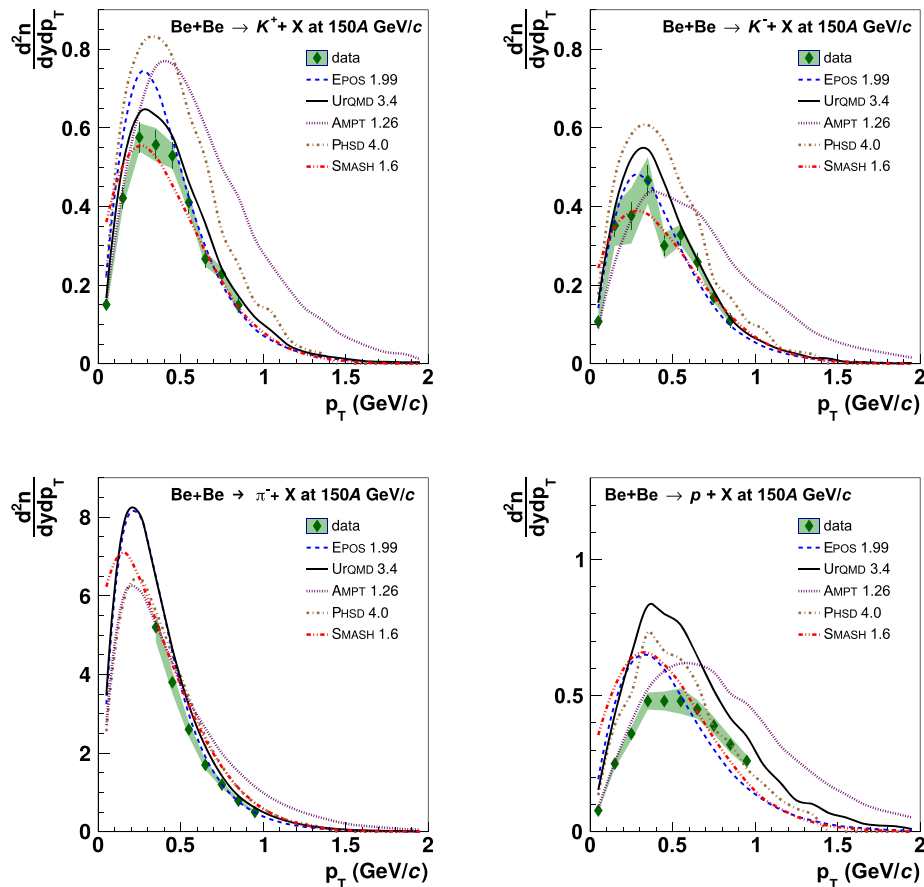 d²n
dydp_T
Be+Be → K⁺+ X at 150A GeV/c
data
EPOS 1.99
URQMD 3.4
AMPT 1.26
PHSD 4.0
SMASH 1.6
0.8
0.6
0.4
0.2
0
0 0.5 1 1.5 2
p_T (GeV/c)
d²n
dydp_T
Be+Be → K⁻+ X at 150A GeV/c
data
EPOS 1.99
URQMD 3.4
AMPT 1.26
PHSD 4.0
SMASH 1.6
0.8
0.6
0.4
0.2
0
0 0.5 1 1.5 2
p_T (GeV/c)
d²n
dydp_T
Be+Be → π⁻+ X at 150A GeV/c
data
EPOS 1.99
URQMD 3.4
AMPT 1.26
PHSD 4.0
SMASH 1.6
8
6
4
2
0
0 0.5 1 1.5 2
p_T (GeV/c)
d²n
dydp_T
Be+Be → p + X at 150A GeV/c
data
EPOS 1.99
URQMD 3.4
AMPT 1.26
PHSD 4.0
SMASH 1.6
1
0.5
0
0 0.5 1 1.5 2
p_T (GeV/c)